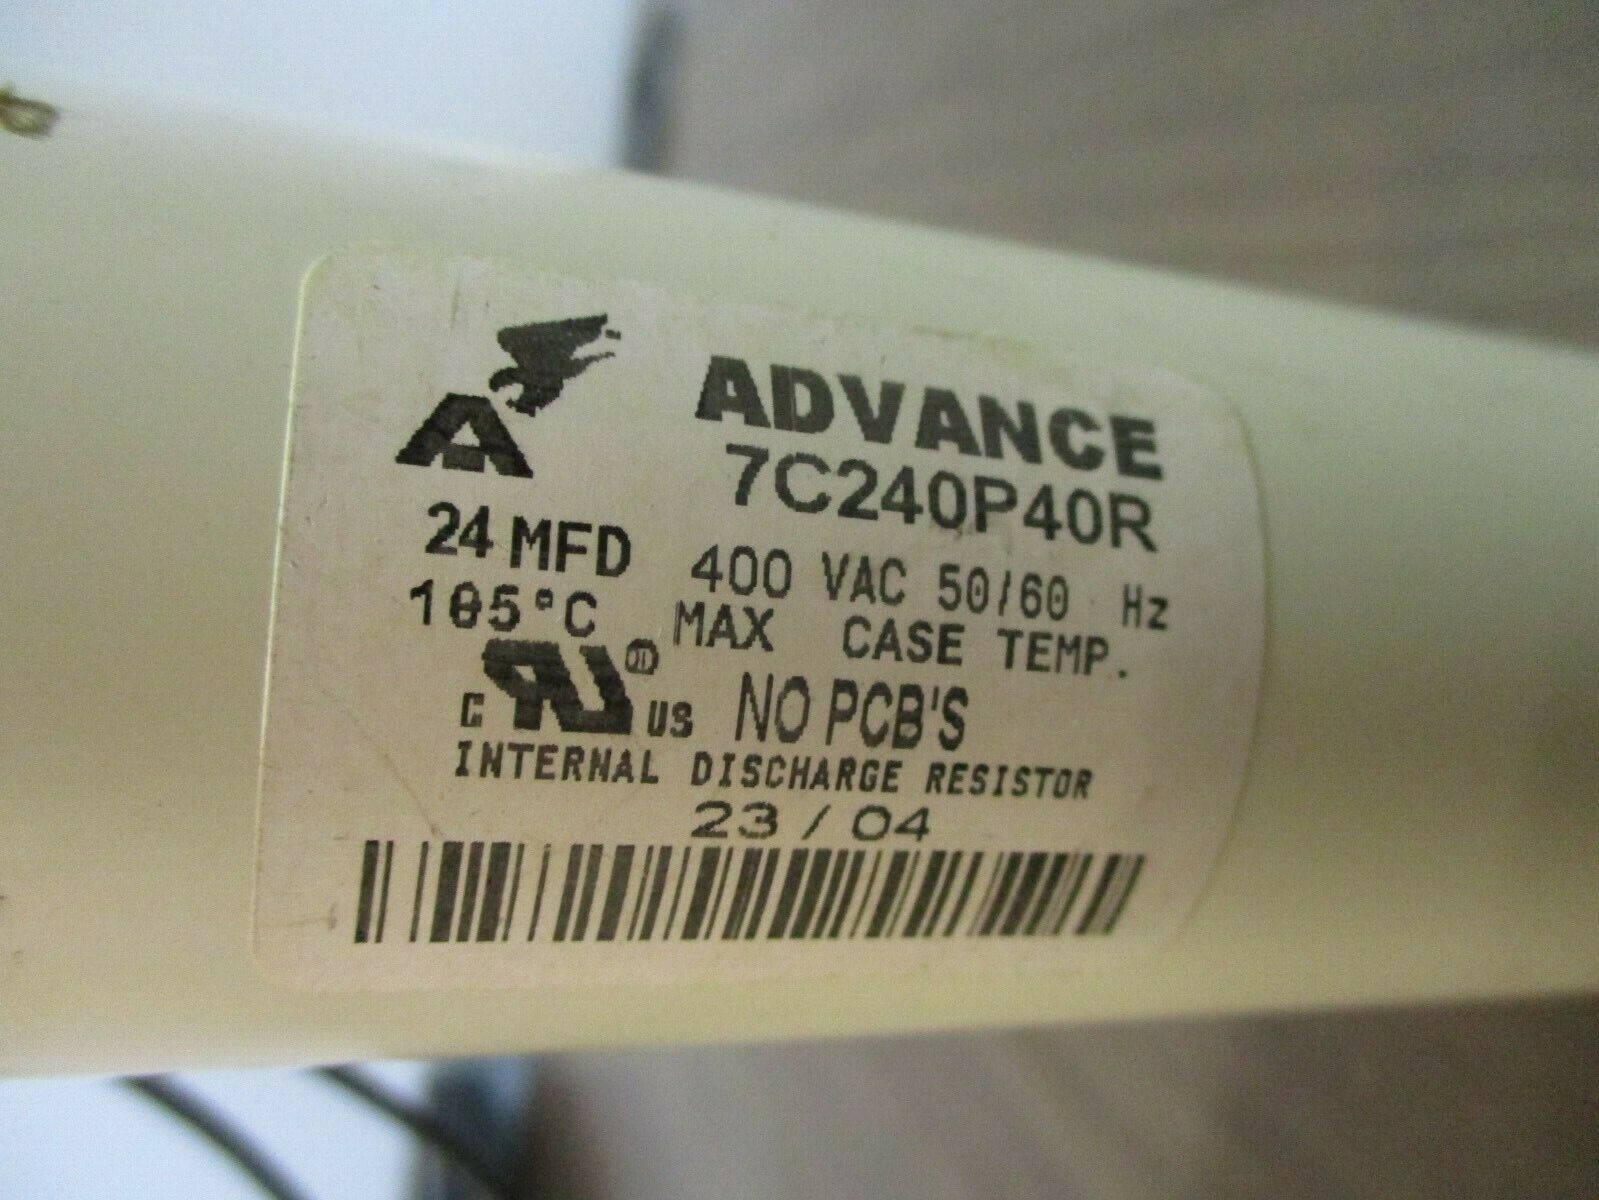 A ADVANCE
7C240P40R
24 MFD 400 VAC 50/60 Hz
105°C MAX CASE TEMP.
C RU ® US NO PCB'S
INTERNAL DISCHARGE RESISTOR
23/04